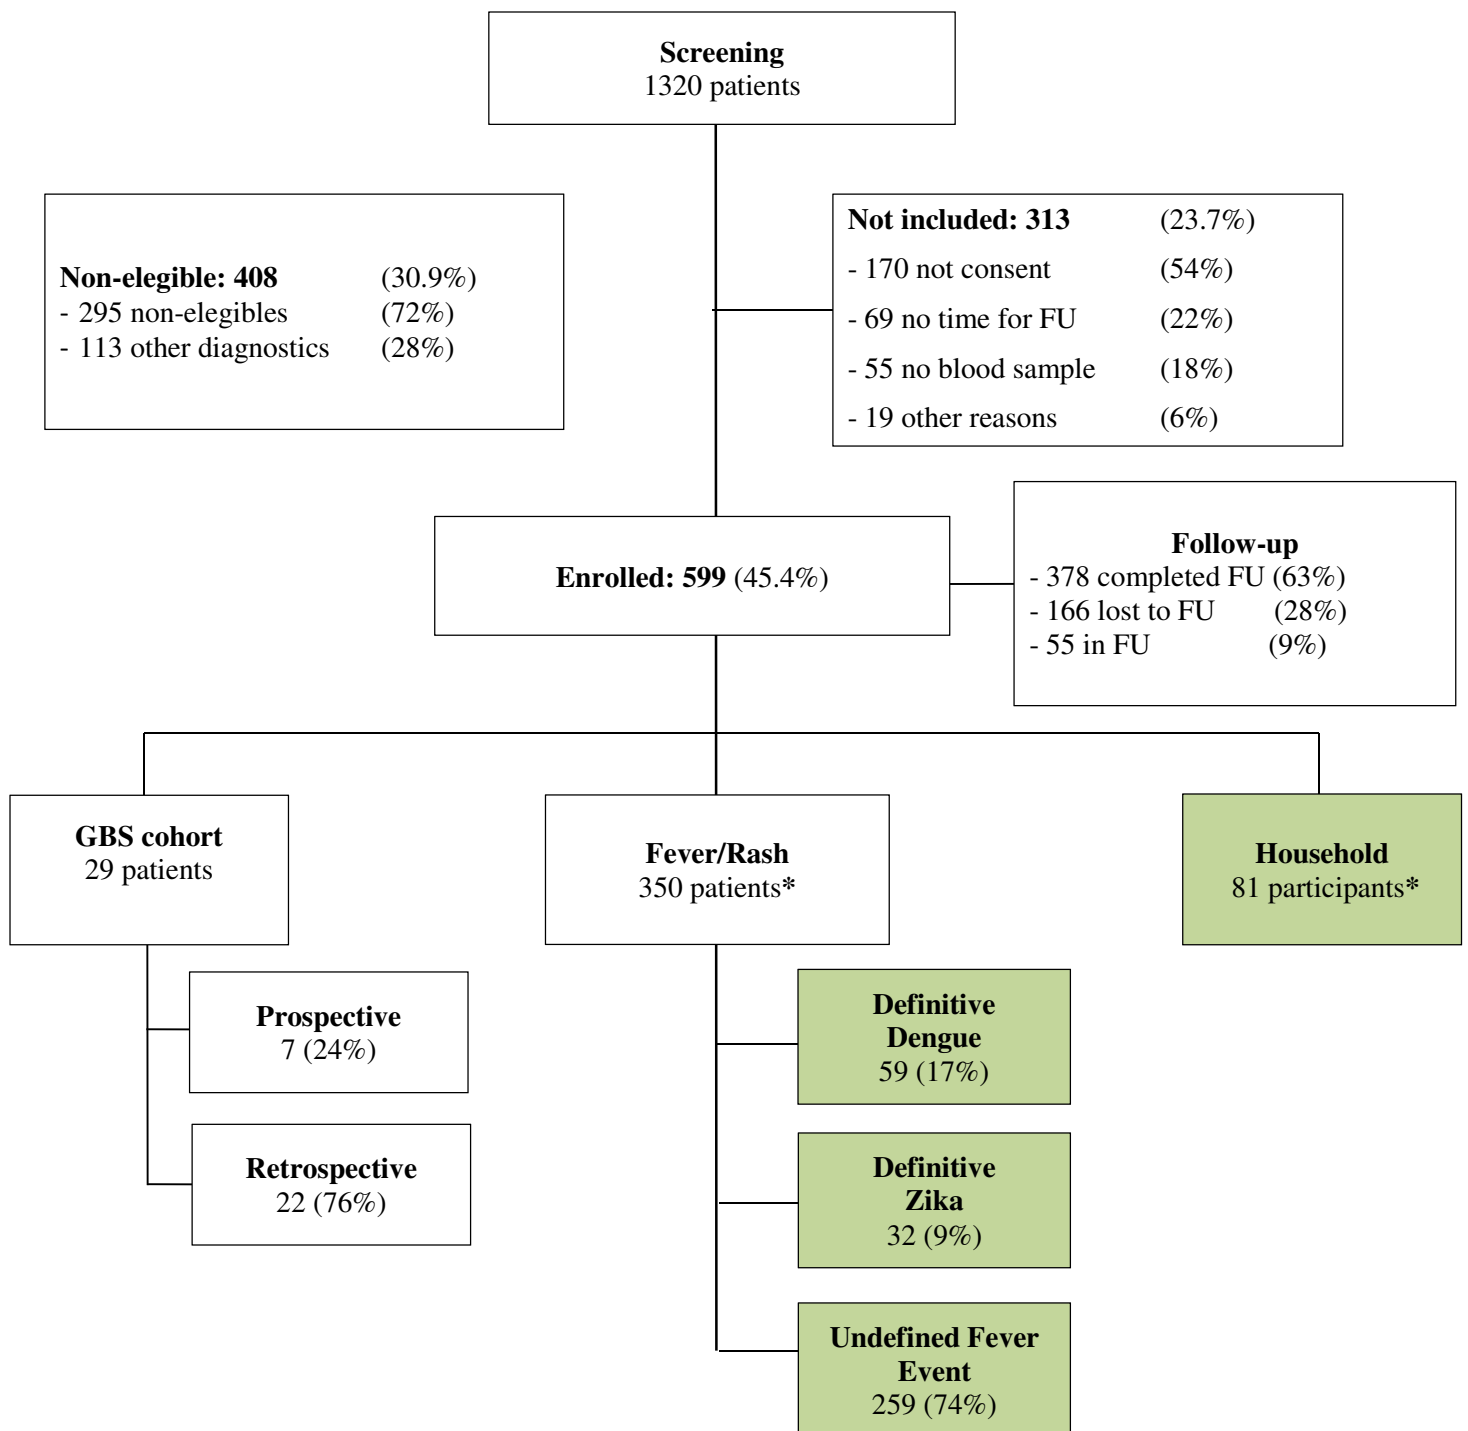 Screening
1320 patients
Non-elegible: 408 (30.9%)
- 295 non-elegibles (72%)
- 113 other diagnostics (28%)
Not included: 313 (23.7%)
- 170 not consent (54%)
- 69 no time for FU (22%)
- 55 no blood sample (18%)
- 19 other reasons (6%)
Enrolled: 599 (45.4%)
Follow-up
- 378 completed FU (63%)
- 166 lost to FU (28%)
- 55 in FU (9%)
GBS cohort
29 patients
Prospective
7 (24%)
Retrospective
22 (76%)
Fever/Rash
350 patients*
Definitive
Dengue
59 (17%)
Definitive
Zika
32 (9%)
Undefined Fever
Event
259 (74%)
Household
81 participants*